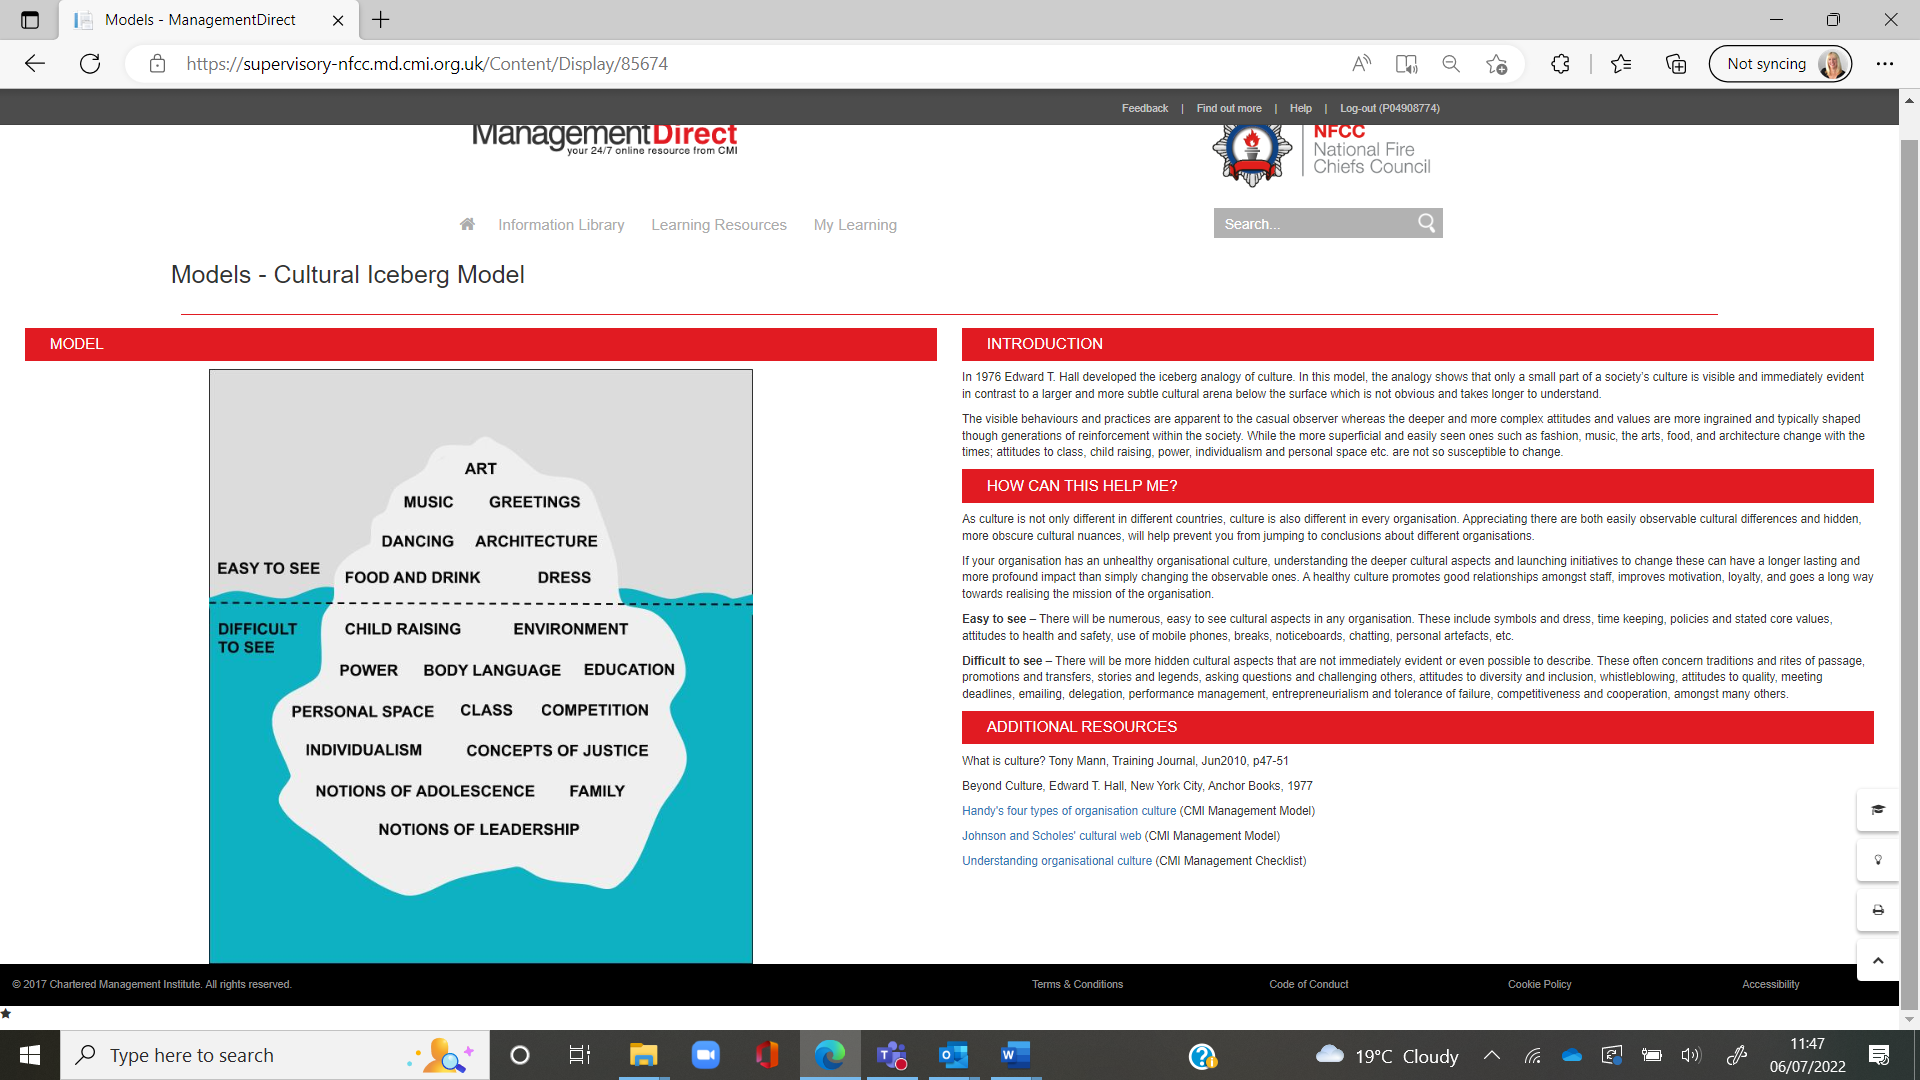 Models - ManagementDirect
https://supervisory-nfcc.md.cmi.org.uk/Content/Display/85674
Not syncing
Feedback | Find out more | Help | Log-out (P04908774)
ManagementDirect
your 24/7 online resource from CMI
NFCC
National Fire
Chiefs Council
Information Library Learning Resources My Learning
Search...
Models - Cultural Iceberg Model
MODEL
ART
MUSIC GREETINGS
DANCING ARCHITECTURE
EASY TO SEE
FOOD AND DRINK DRESS
DIFFICULT
TO SEE
CHILD RAISING ENVIRONMENT
POWER BODY LANGUAGE EDUCATION
PERSONAL SPACE CLASS COMPETITION
INDIVIDUALISM CONCEPTS OF JUSTICE
NOTIONS OF ADOLESCENCE FAMILY
NOTIONS OF LEADERSHIP
INTRODUCTION
In 1976 Edward T. Hall developed the iceberg analogy of culture. In this model, the analogy shows that only a small part of a society's culture is visible and immediately evident
in contrast to a larger and more subtle cultural arena below the surface which is not obvious and takes longer to understand.
The visible behaviours and practices are apparent to the casual observer whereas the deeper and more complex attitudes and values are more ingrained and typically shaped
though generations of reinforcement within the society. While the more superficial and easily seen ones such as fashion, music, the arts, food, and architecture change with the
times; attitudes to class, child raising, power, individualism and personal space etc. are not so susceptible to change.
HOW CAN THIS HELP ME?
As culture is not only different in different countries, culture is also different in every organisation. Appreciating there are both easily observable cultural differences and hidden,
more obscure cultural nuances, will help prevent you from jumping to conclusions about different organisations.
If your organisation has an unhealthy organisational culture, understanding the deeper cultural aspects and launching initiatives to change these can have a longer lasting and
more profound impact than simply changing the observable ones. A healthy culture promotes good relationships amongst staff, improves motivation, loyalty, and goes a long way
towards realising the mission of the organisation.
Easy to see – There will be numerous, easy to see cultural aspects in any organisation. These include symbols and dress, time keeping, policies and stated core values,
attitudes to health and safety, use of mobile phones, breaks, noticeboards, chatting, personal artefacts, etc.
Difficult to see – There will be more hidden cultural aspects that are not immediately evident or even possible to describe. These often concern traditions and rites of passage,
promotions and transfers, stories and legends, asking questions and challenging others, attitudes to diversity and inclusion, whistleblowing, attitudes to quality, meeting
deadlines, emailing, delegation, performance management, entrepreneurialism and tolerance of failure, competitiveness and cooperation, amongst many others.
ADDITIONAL RESOURCES
What is culture? Tony Mann, Training Journal, Jun2010, p47-51
Beyond Culture, Edward T. Hall, New York City, Anchor Books, 1977
Handy's four types of organisation culture (CMI Management Model)
Johnson and Scholes' cultural web (CMI Management Model)
Understanding organisational culture (CMI Management Checklist)
© 2017 Chartered Management Institute. All rights reserved.
Terms & Conditions Code of Conduct Cookie Policy Accessibility
Type here to search
19°C Cloudy
11:47
06/07/2022